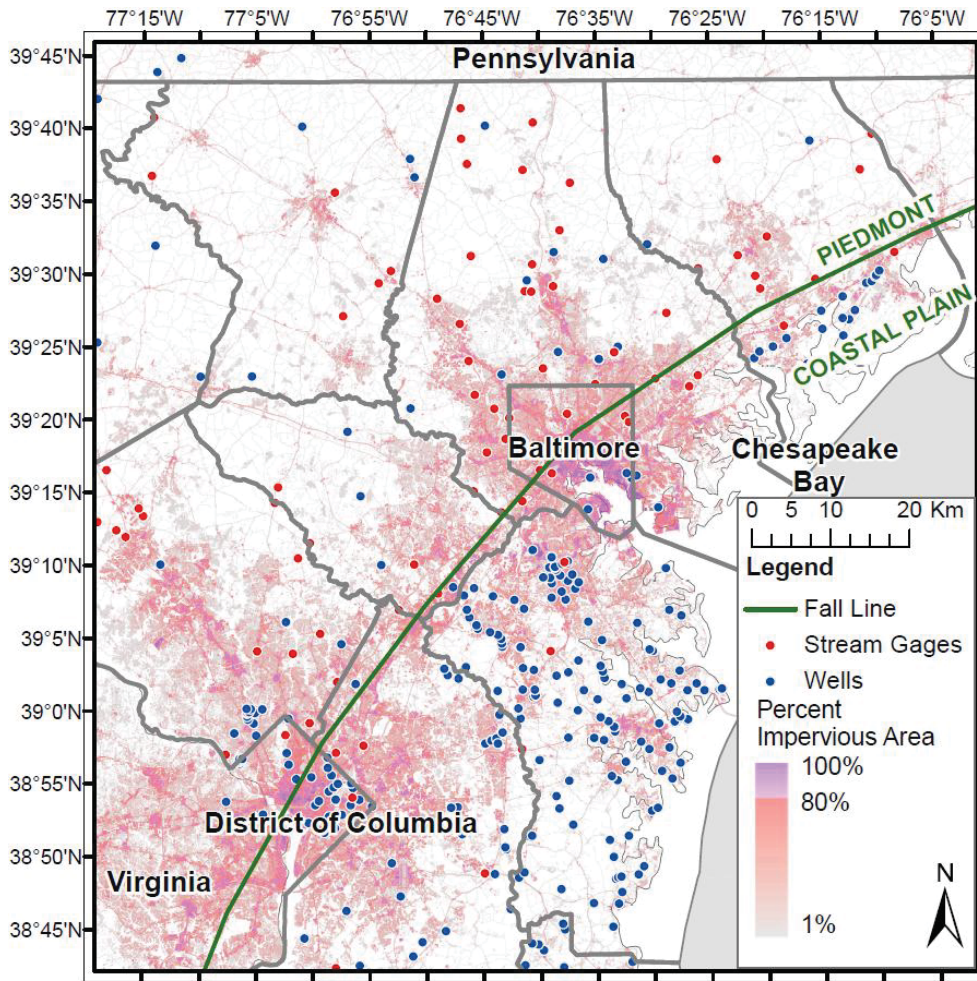 77°15'W 77°5'W 76°55'W 76°45'W 76°35'W 76°25'W 76°15'W 76°5'W
39°45'N
39°40'N
39°35'N
39°30'N
39°25'N
39°20'N
39°15'N
39°10'N
39°5'N
39°0'N
38°55'N
38°50'N
38°45'N
Pennsylvania
PIEDMONT
COASTAL PLAIN
Baltimore
Chesapeake
Bay
District of Columbia
Virginia
0 5 10 20 Km
Legend
Fall Line
Stream Gages
Wells
Percent
Impervious Area
100%
80%
1%
N